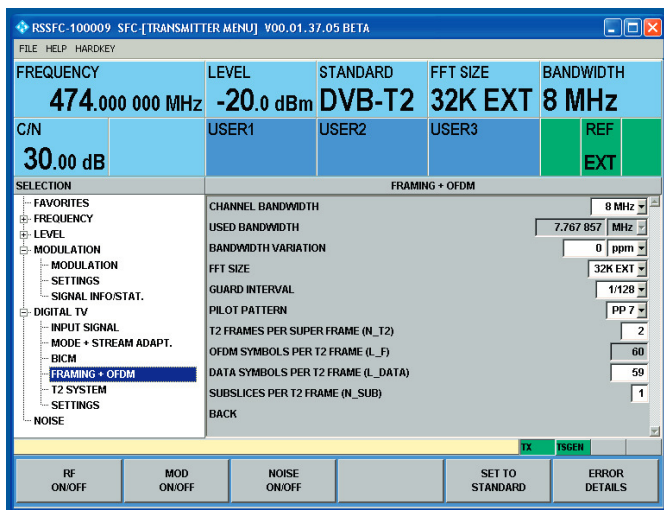 RSSFC-100009 SFC-[TRANSMITTER MENU] V00.01.37.05 BETA
FILE HELP HARDKEY
FREQUENCY LEVEL STANDARD FFT SIZE BANDWIDTH
474.000 000 MHz -20.0 dBm DVB-T2 32K EXT 8 MHz
C/N USER1 USER2 USER3 REF
30.00 dB EXT
SELECTION FRAMING + OFDM
FAVORITES
FREQUENCY
LEVEL
MODULATION
MODULATION
SETTINGS
SIGNAL INFO/STAT.
DIGITAL TV
INPUT SIGNAL
MODE + STREAM ADAPT.
BICM
FRAMING + OFDM
T2 SYSTEM
SETTINGS
NOISE
CHANNEL BANDWIDTH 8 MHz
USED BANDWIDTH 7.767 857 MHz
BANDWIDTH VARIATION 0 ppm
FFT SIZE 32K EXT
GUARD INTERVAL 1/128
PILOT PATTERN PP 7
T2 FRAMES PER SUPER FRAME (N_T2) 2
OFDM SYMBOLS PER T2 FRAME (L_F) 60
DATA SYMBOLS PER T2 FRAME (L_DATA) 59
SUBSLICES PER T2 FRAME (N_SUB) 1
BACK
TX TSGEN
RF ON/OFF
MOD ON/OFF
NOISE ON/OFF
SET TO STANDARD
ERROR DETAILS